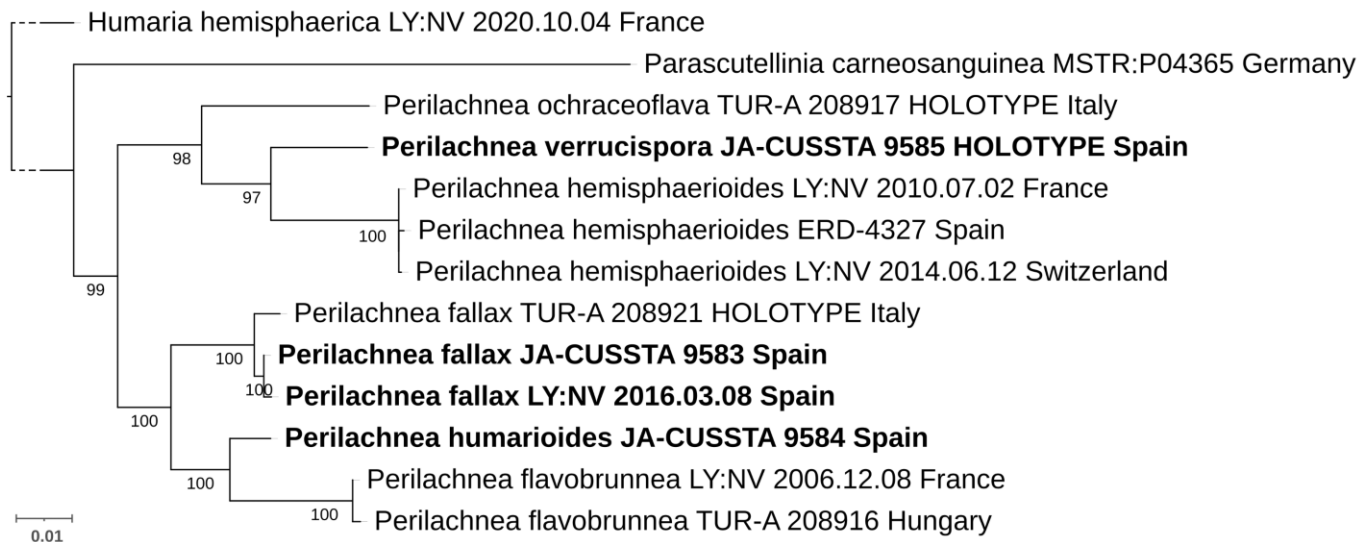 Humaria hemisphaerica LY:NV 2020.10.04 France
Parascutellinia carneosanguinea MSTR:P04365 Germany
Perilachnea ochraceoflava TUR-A 208917 HOLOTYPE Italy
98
Perilachnea verrucispora JA-CUSSTA 9585 HOLOTYPE Spain
97
Perilachnea hemisphaerioides LY:NV 2010.07.02 France
100
Perilachnea hemisphaerioides ERD-4327 Spain
Perilachnea hemisphaerioides LY:NV 2014.06.12 Switzerland
99
Perilachnea fallax TUR-A 208921 HOLOTYPE Italy
100
Perilachnea fallax JA-CUSSTA 9583 Spain
100
Perilachnea fallax LY:NV 2016.03.08 Spain
100
Perilachnea humarioides JA-CUSSTA 9584 Spain
100
Perilachnea flavobrunnea LY:NV 2006.12.08 France
100
Perilachnea flavobrunnea TUR-A 208916 Hungary
0.01